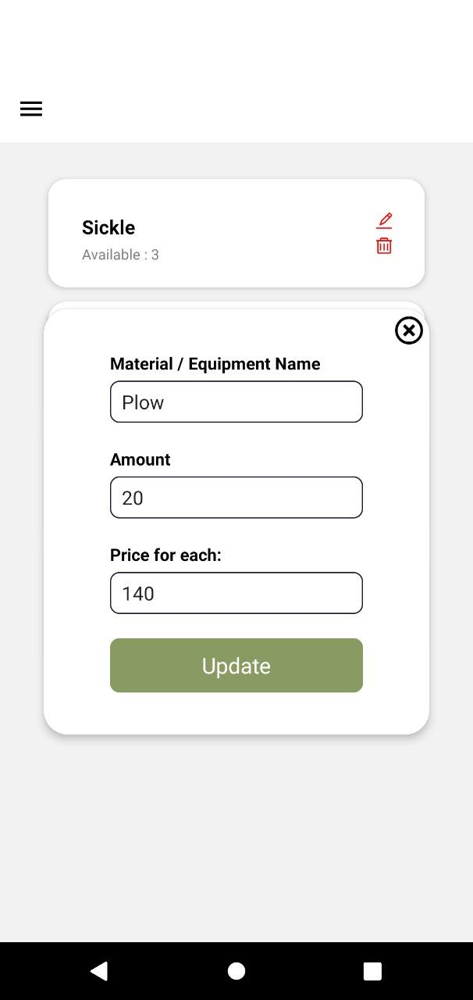 Sickle
Available : 3
Material / Equipment Name
Plow
Amount
20
Price for each:
140
Update